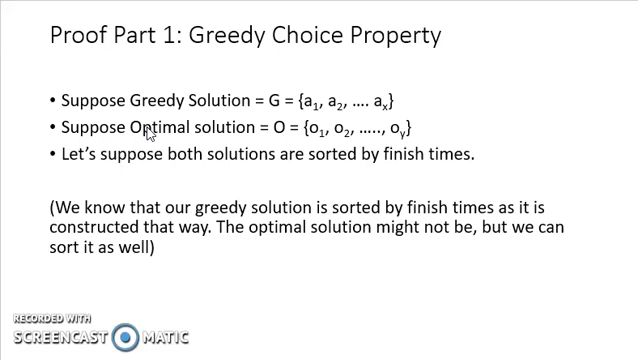 Proof Part 1: Greedy Choice Property
• Suppose Greedy Solution = G = {a₁, a₂, …. aₓ}
• Suppose Optimal solution = O = {o₁, o₂, ….., oᵧ}
• Let’s suppose both solutions are sorted by finish times.
(We know that our greedy solution is sorted by finish times as it is
constructed that way. The optimal solution might not be, but we can
sort it as well)
RECORDED WITH
SCREENCAST MATIC